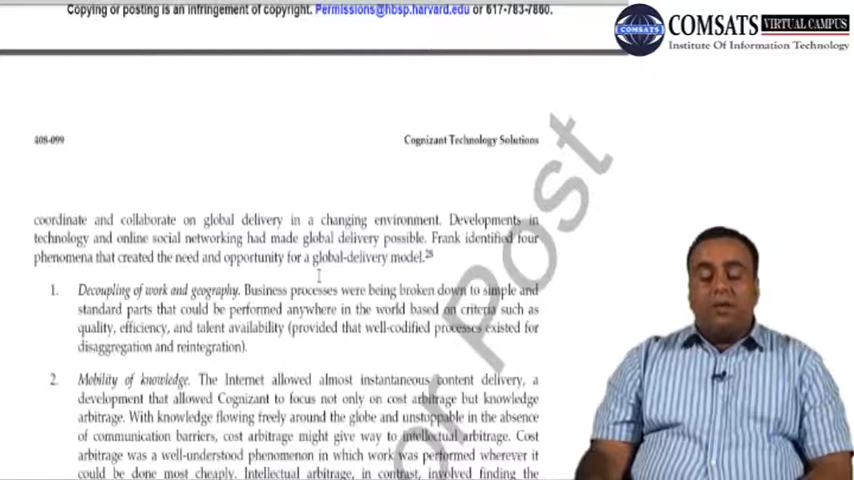 Copying or posting is an infringement of copyright. Permissions@hbsp.harvard.edu or 617-783-7860.
COMSATS VIRTUAL CAMPUS
Institute Of Information Technology
COMSATS
408-099
Cognizant Technology Solutions
coordinate and collaborate on global delivery in a changing environment. Developments in
technology and online social networking had made global delivery possible. Frank identified four
phenomena that created the need and opportunity for a global-delivery model.
1. Decoupling of work and geography. Business processes were being broken down to simple and
standard parts that could be performed anywhere in the world based on criteria such as
quality, efficiency, and talent availability (provided that well-codified processes existed for
disaggregation and reintegration).
2. Mobility of knowledge. The Internet allowed almost instantaneous content delivery, a
development that allowed Cognizant to focus not only on cost arbitrage but knowledge
arbitrage. With knowledge flowing freely around the globe and unstoppable in the absence
of communication barriers, cost arbitrage might give way to intellectual arbitrage. Cost
arbitrage was a well-understood phenomenon in which work was performed wherever it
could be done most cheaply. Intellectual arbitrage, in contrast, involved finding the
or Post